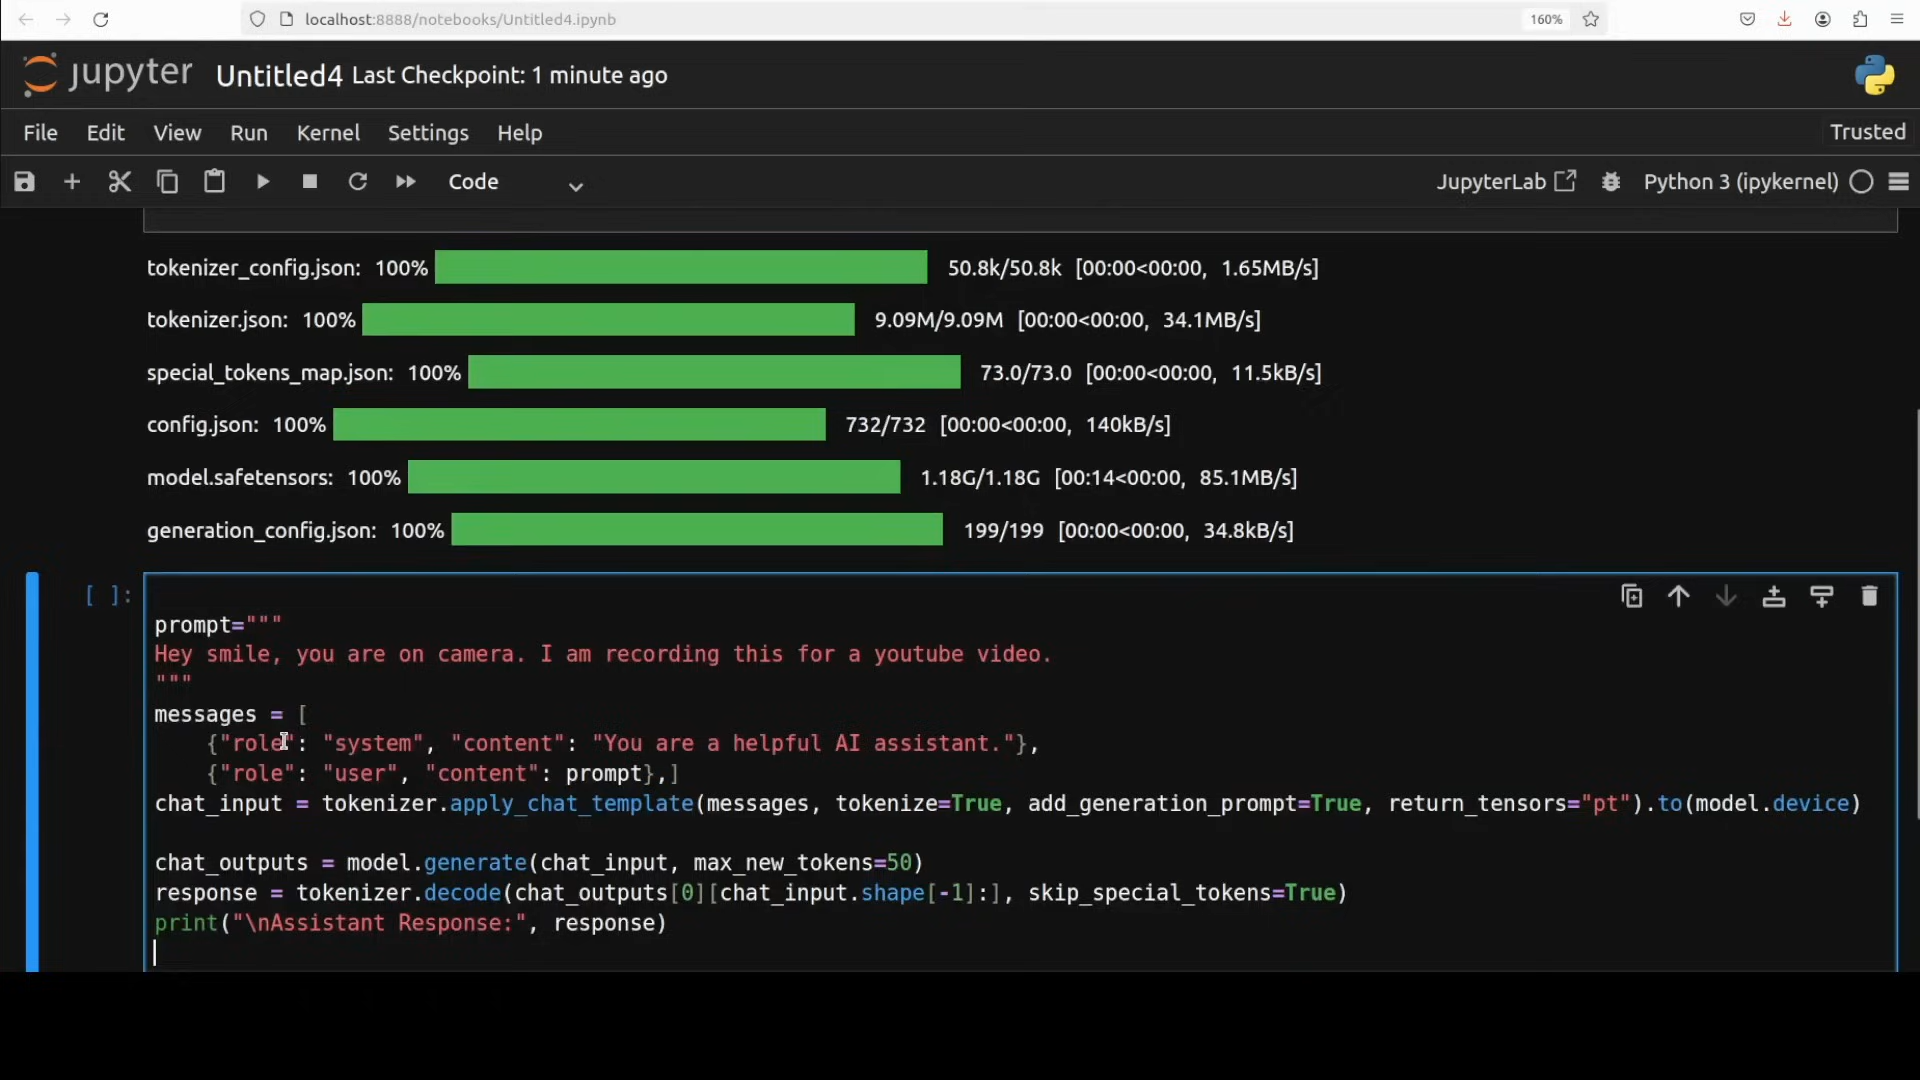 localhost:8888/notebooks/Untitled4.ipynb 160%
jupyter Untitled4 Last Checkpoint: 1 minute ago
File Edit View Run Kernel Settings Help Trusted
Code JupyterLab Python 3 (ipykernel)
tokenizer_config.json: 100% 50.8k/50.8k [00:00<00:00, 1.65MB/s]
tokenizer.json: 100% 9.09M/9.09M [00:00<00:00, 34.1MB/s]
special_tokens_map.json: 100% 73.0/73.0 [00:00<00:00, 11.5kB/s]
config.json: 100% 732/732 [00:00<00:00, 140kB/s]
model.safetensors: 100% 1.18G/1.18G [00:14<00:00, 85.1MB/s]
generation_config.json: 100% 199/199 [00:00<00:00, 34.8kB/s]
[ ]:
prompt="""
Hey smile, you are on camera. I am recording this for a youtube video.
"""
messages = [
    {"role": "system", "content": "You are a helpful AI assistant."},
    {"role": "user", "content": prompt},]
chat_input = tokenizer.apply_chat_template(messages, tokenize=True, add_generation_prompt=True, return_tensors="pt").to(model.device)
chat_outputs = model.generate(chat_input, max_new_tokens=50)
response = tokenizer.decode(chat_outputs[0][chat_input.shape[-1]:], skip_special_tokens=True)
print("\nAssistant Response:", response)